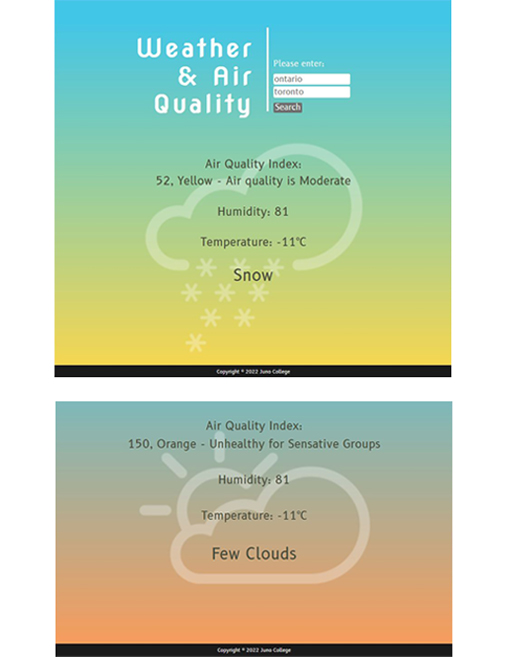 Weather
& Air
Quality
Please enter:
ontario
toronto
Search
Air Quality Index:
52, Yellow - Air quality is Moderate
Humidity: 81
Temperature: -11°C
Snow
Copyright © 2022 Juno College
Air Quality Index:
150, Orange - Unhealthy for Sensative Groups
Humidity: 81
Temperature: -11°C
Few Clouds
Copyright © 2022 Juno College